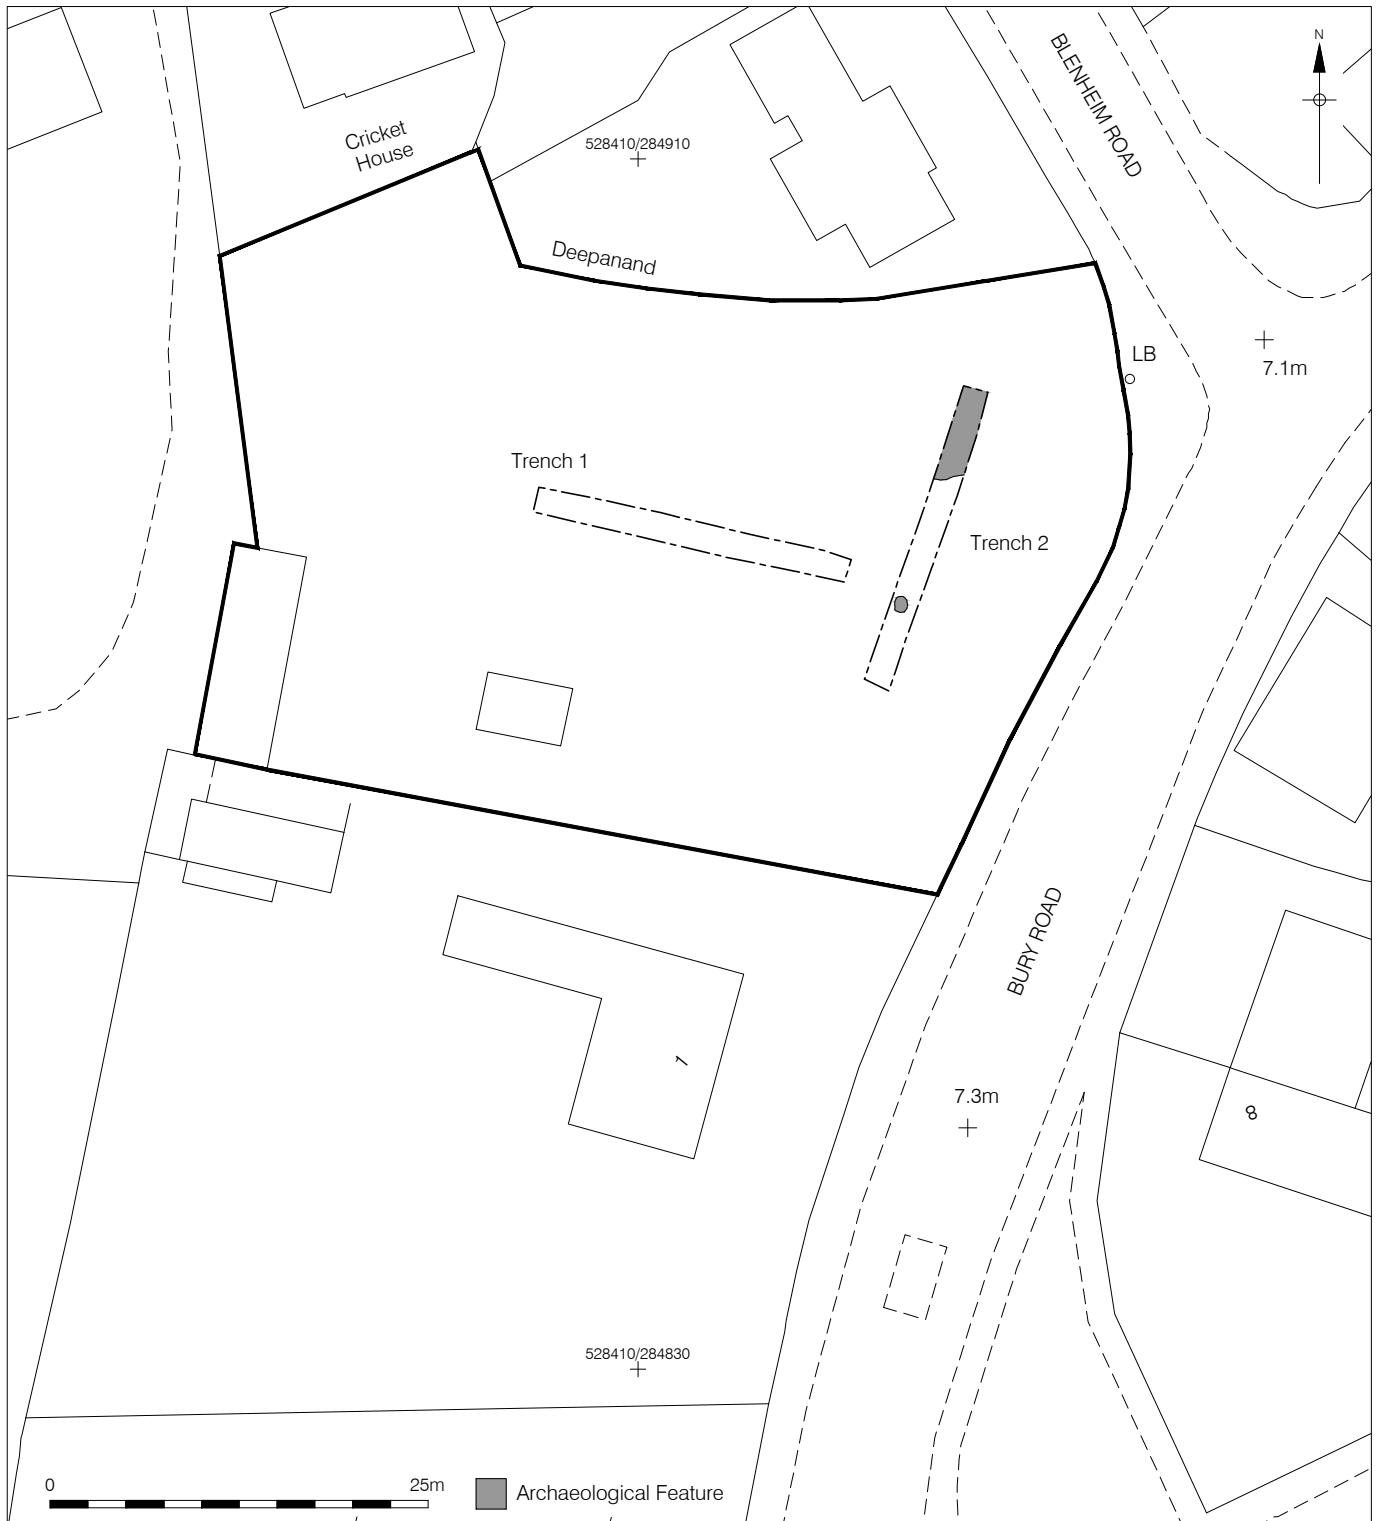 N
BLENHEIM ROAD
Cricket
House
528410/284910
Deepanand
LB
7.1m
Trench 1
Trench 2
BURY ROAD
1
7.3m
8
528410/284830
0
25m
Archaeological Feature